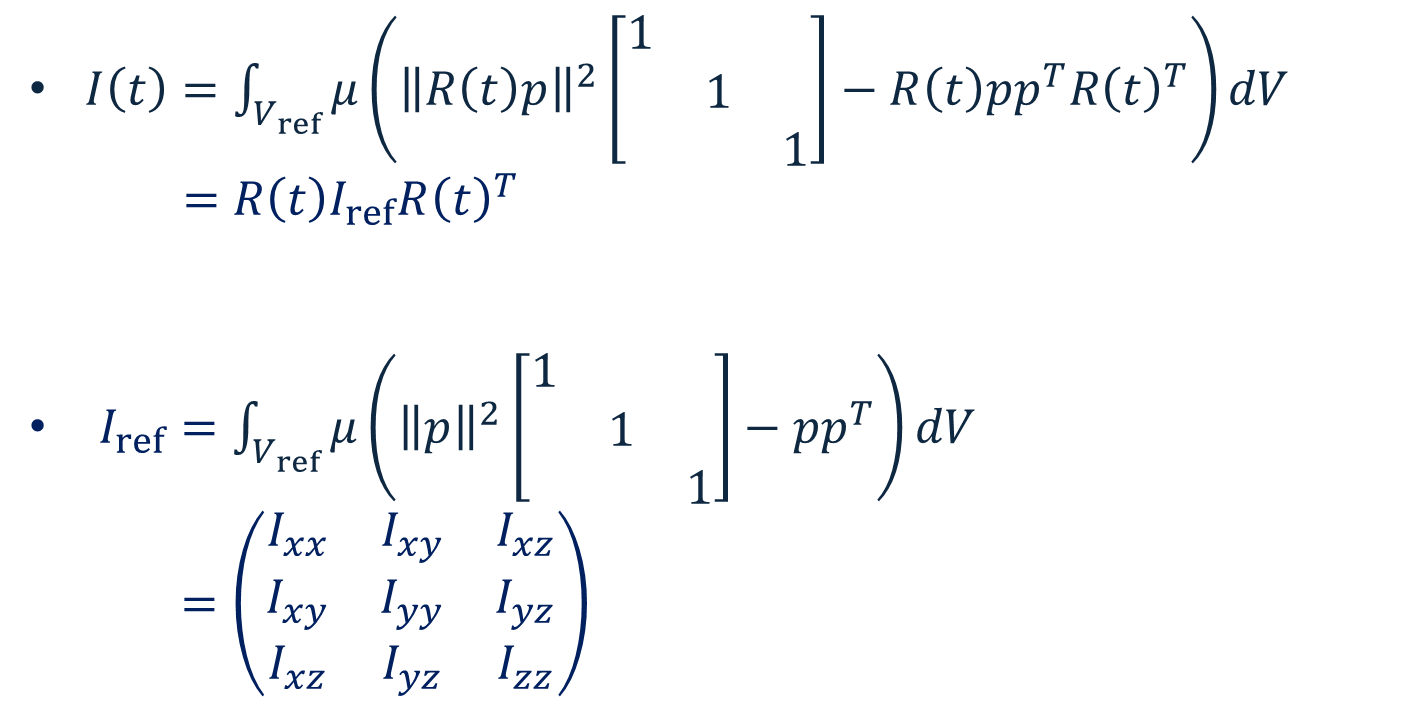 • I(t) = ∫_{V_ref} μ ( ‖R(t)p‖² [1 1 1] − R(t)pp^T R(t)^T ) dV
= R(t)I_ref R(t)^T
• I_ref = ∫_{V_ref} μ ( ‖p‖² [1 1 1] − pp^T ) dV
= ( I_xx I_xy I_xz
I_xy I_yy I_yz
I_xz I_yz I_zz )